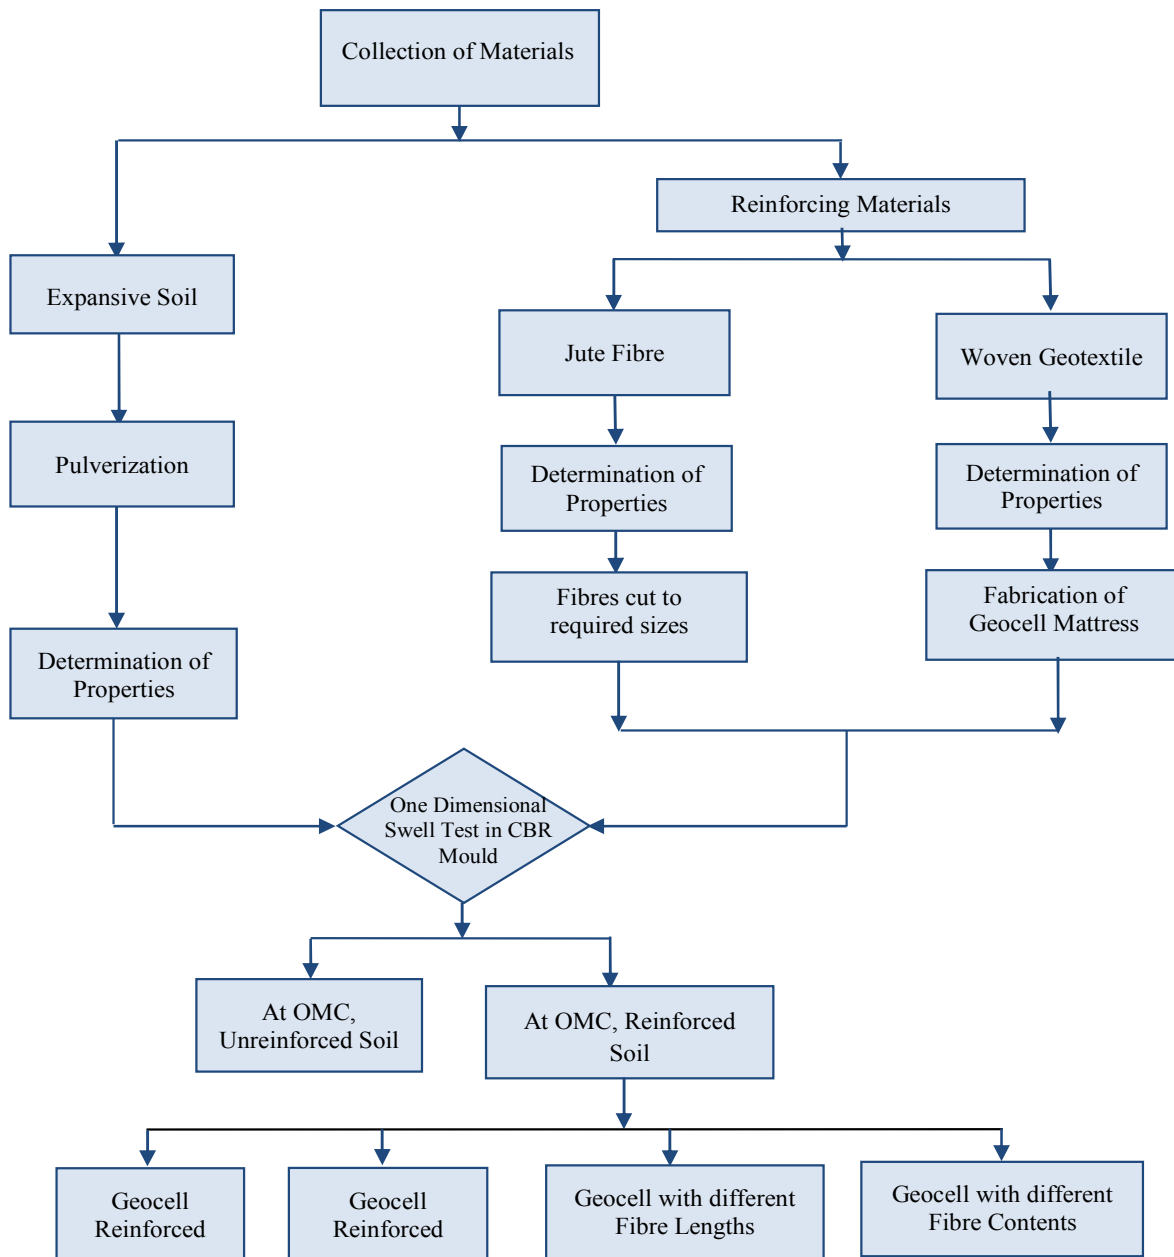 Collection of Materials
Reinforcing Materials
Expansive Soil
Jute Fibre
Woven Geotextile
Pulverization
Determination of
Properties
Determination of
Properties
Fibres cut to
required sizes
Fabrication of
Geocell Mattress
Determination of
Properties
One Dimensional
Swell Test in CBR
Mould
At OMC,
Unreinforced Soil
At OMC, Reinforced
Soil
Geocell
Reinforced
Geocell
Reinforced
Geocell with different
Fibre Lengths
Geocell with different
Fibre Contents